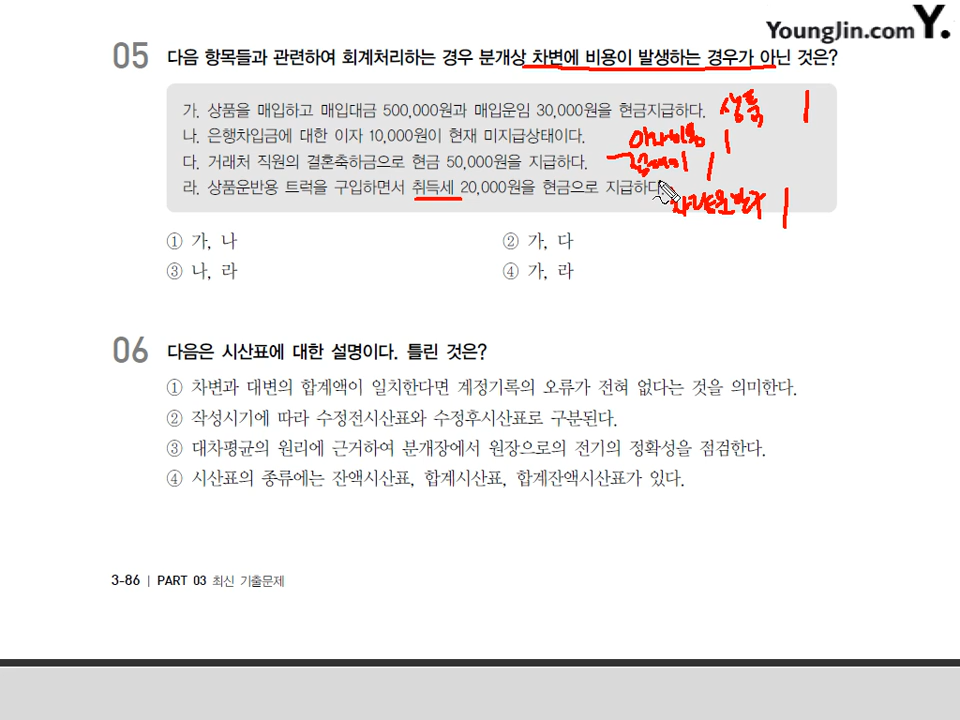 YoungJin.com Y.
05 다음 항목들과 관련하여 회계처리하는 경우 분개상 차변에 비용이 발생하는 경우가 아닌 것은?
가. 상품을 매입하고 매입대금 500,000원과 매입운임 30,000원을 현금지급하다. 상품
나. 은행차입금에 대한 이자 10,000원이 현재 미지급상태이다. 이자비용
다. 거래처 직원의 결혼축하금으로 현금 50,000원을 지급하다.
라. 상품운반용 트럭을 구입하면서 취득세 20,000원을 현금으로 지급하다. 차량운반구
① 가, 나 ② 가, 다
③ 나, 라 ④ 가, 라
06 다음은 시산표에 대한 설명이다. 틀린 것은?
① 차변과 대변의 합계액이 일치한다면 계정기록의 오류가 전혀 없다는 것을 의미한다.
② 작성시기에 따라 수정전시산표와 수정후시산표로 구분된다.
③ 대차평균의 원리에 근거하여 분개장에서 원장으로의 전기의 정확성을 점검한다.
④ 시산표의 종류에는 잔액시산표, 합계시산표, 합계잔액시산표가 있다.
3-86 | PART 03 최신 기출문제